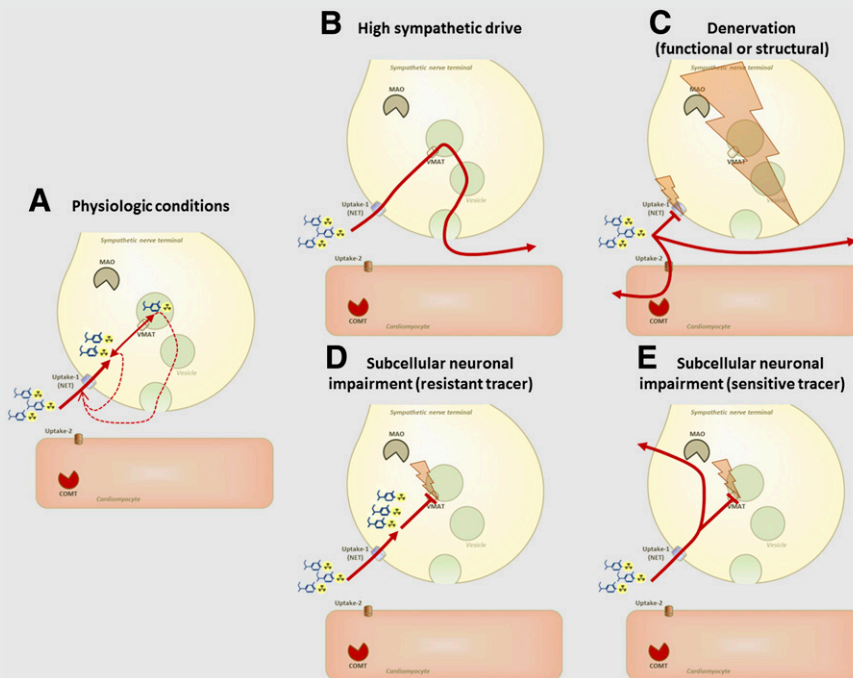 A
Physiologic conditions
Sympathetic nerve terminal
MAO
VMAT
Vesicle
Uptake-1
(NET)
Uptake-2
COMT
Cardiomyocyte
B
High sympathetic drive
Sympathetic nerve terminal
MAO
VMAT
Vesicle
Uptake-1
(NET)
Uptake-2
COMT
Cardiomyocyte
C
Denervation
(functional or structural)
Sympathetic nerve terminal
MAO
VMAT
Uptake-1
(NET)
Uptake-2
COMT
Cardiomyocyte
D
Subcellular neuronal
impairment (resistant tracer)
Sympathetic nerve terminal
MAO
VMAT
Vesicle
Uptake-1
(NET)
Uptake-2
COMT
Cardiomyocyte
E
Subcellular neuronal
impairment (sensitive tracer)
Sympathetic nerve terminal
MAO
VMAT
Vesicle
Uptake-1
(NET)
Uptake-2
COMT
Cardiomyocyte